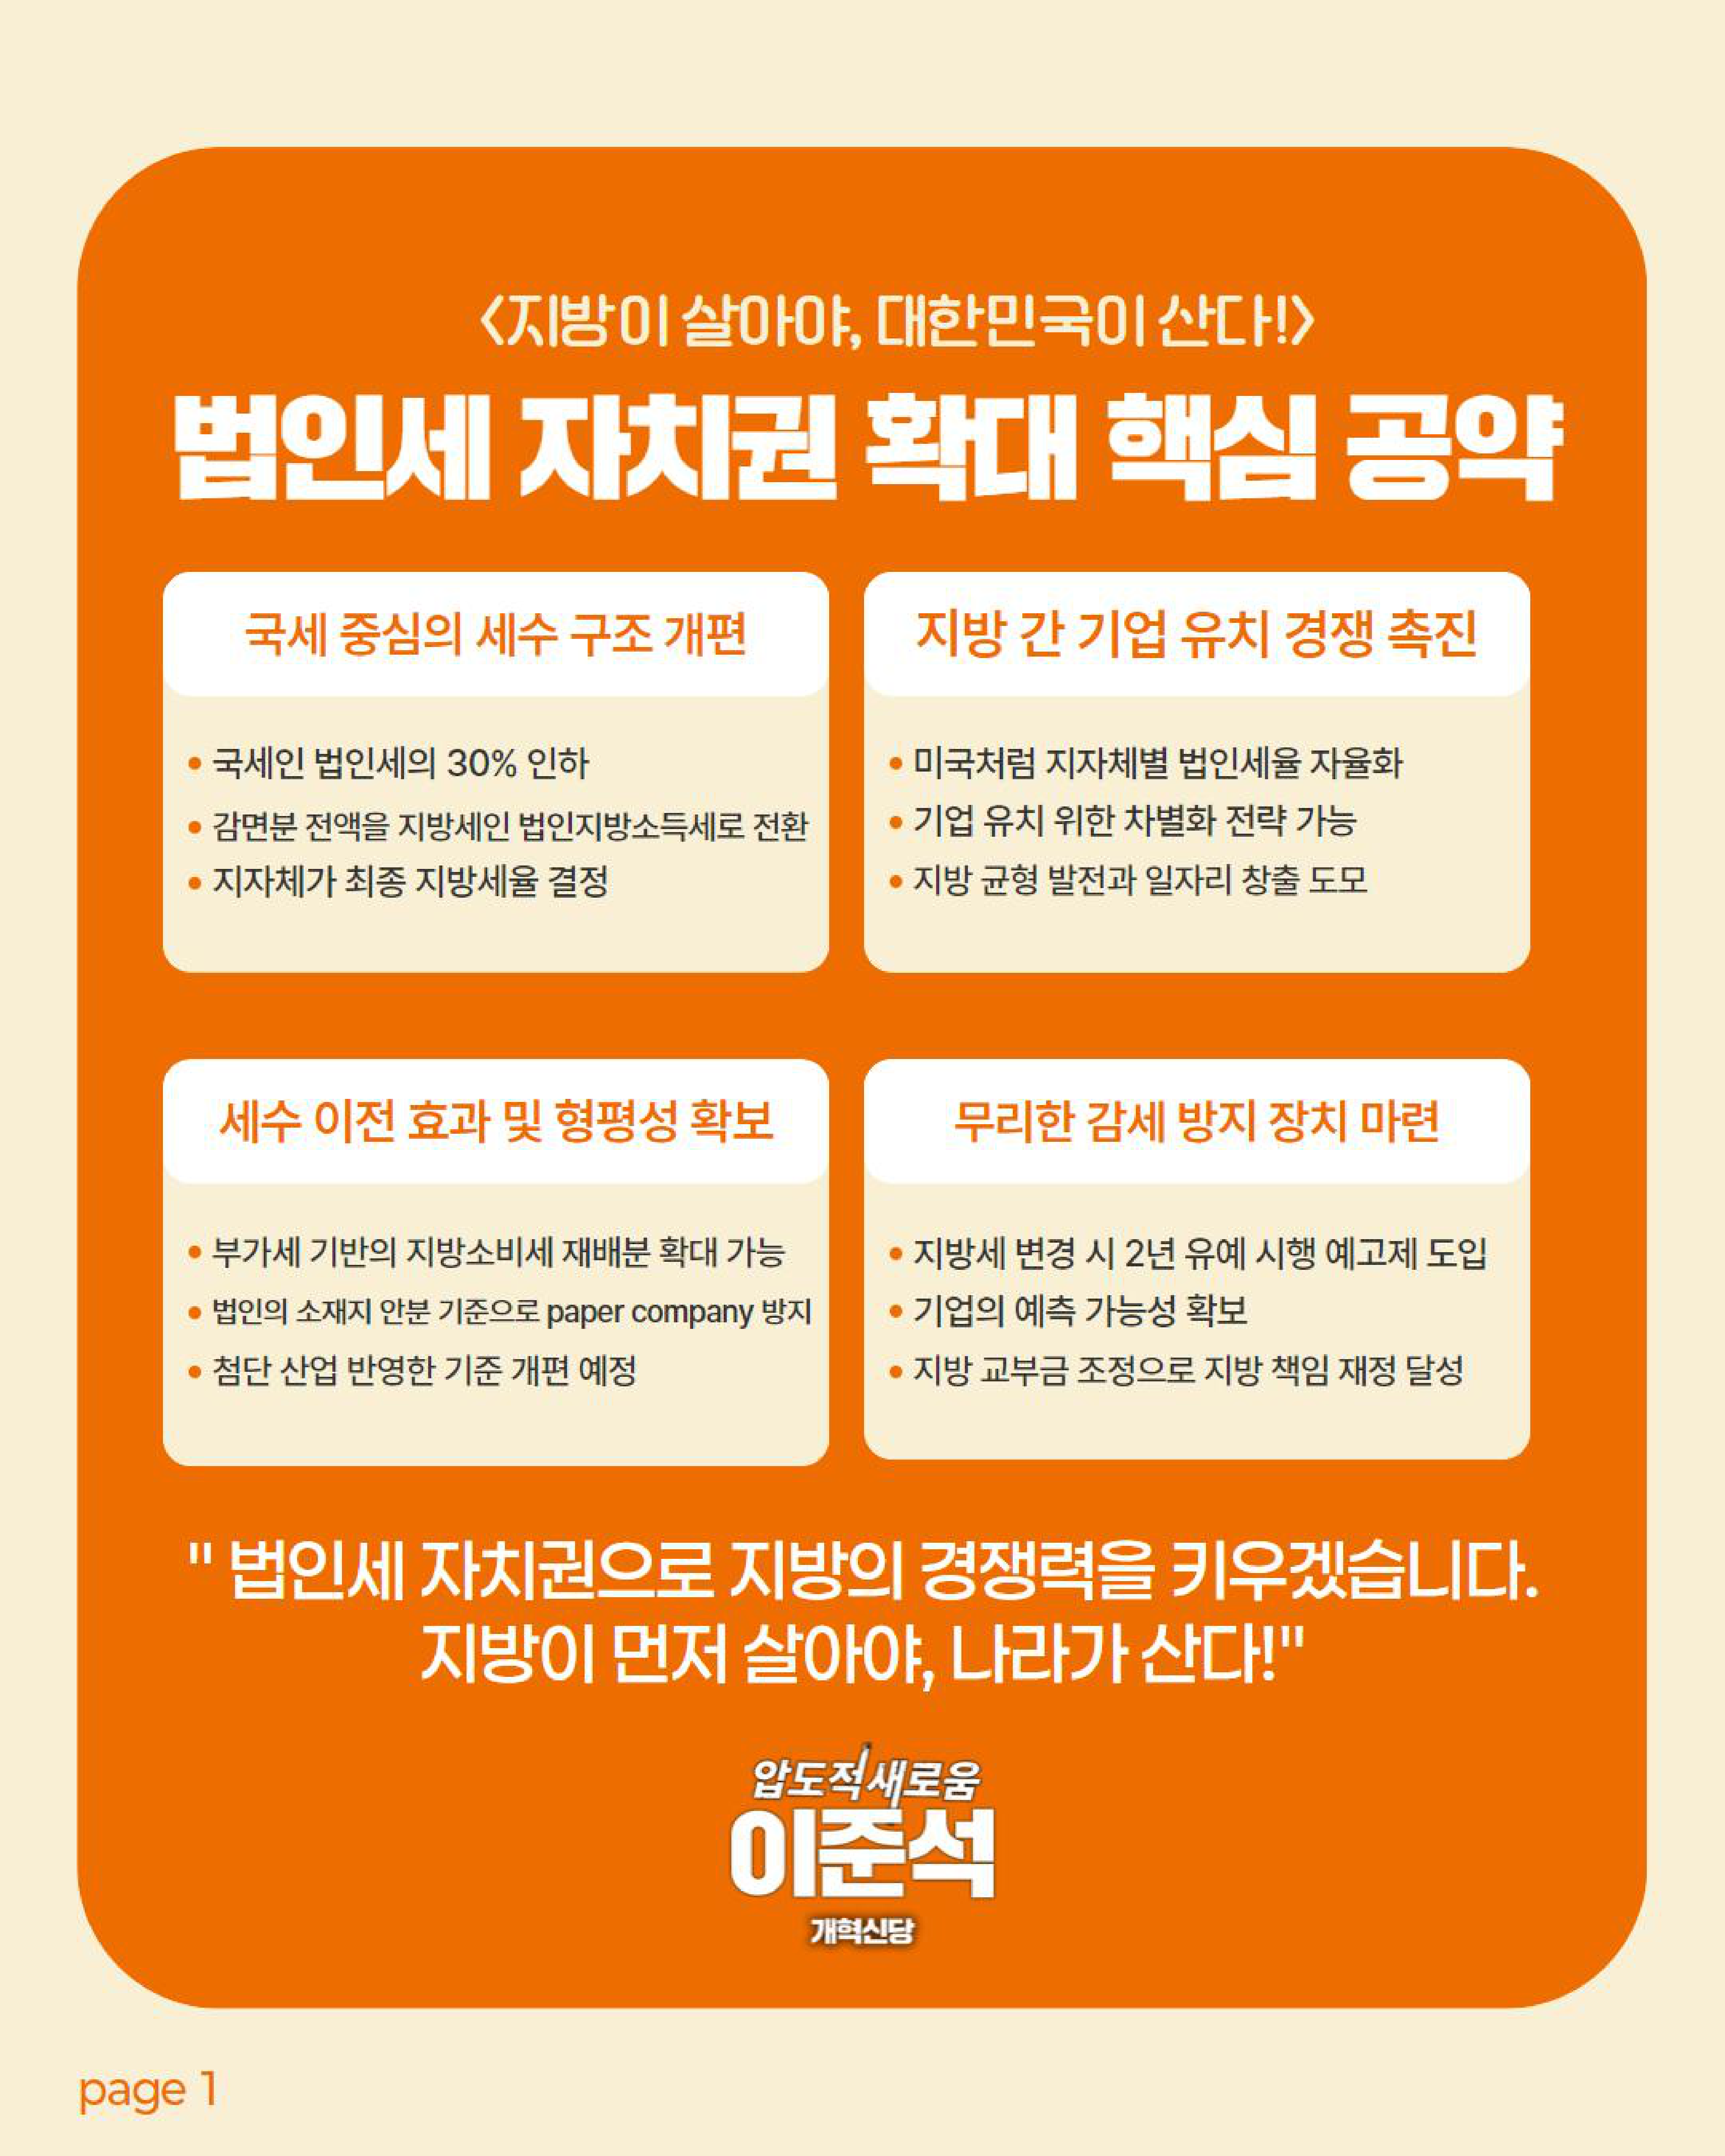 <지방이 살아야, 대한민국이 산다!>
법인세 자치권 확대 핵심 공약
국세 중심의 세수 구조 개편
• 국세인 법인세의 30% 인하
• 감면분 전액을 지방세인 법인지방소득세로 전환
• 지자체가 최종 지방세율 결정
지방 간 기업 유치 경쟁 촉진
• 미국처럼 지자체별 법인세율 자율화
• 기업 유치 위한 차별화 전략 가능
• 지방 균형 발전과 일자리 창출 도모
세수 이전 효과 및 형평성 확보
• 부가세 기반의 지방소비세 재배분 확대 가능
• 법인의 소재지 안분 기준으로 paper company 방지
• 첨단 산업 반영한 기준 개편 예정
무리한 감세 방지 장치 마련
• 지방세 변경 시 2년 유예 시행 예고제 도입
• 기업의 예측 가능성 확보
• 지방 교부금 조정으로 지방 책임 재정 달성
" 법인세 자치권으로 지방의 경쟁력을 키우겠습니다.
지방이 먼저 살아야, 나라가 산다!"
압도적 새로움
이준석
개혁신당
page 1